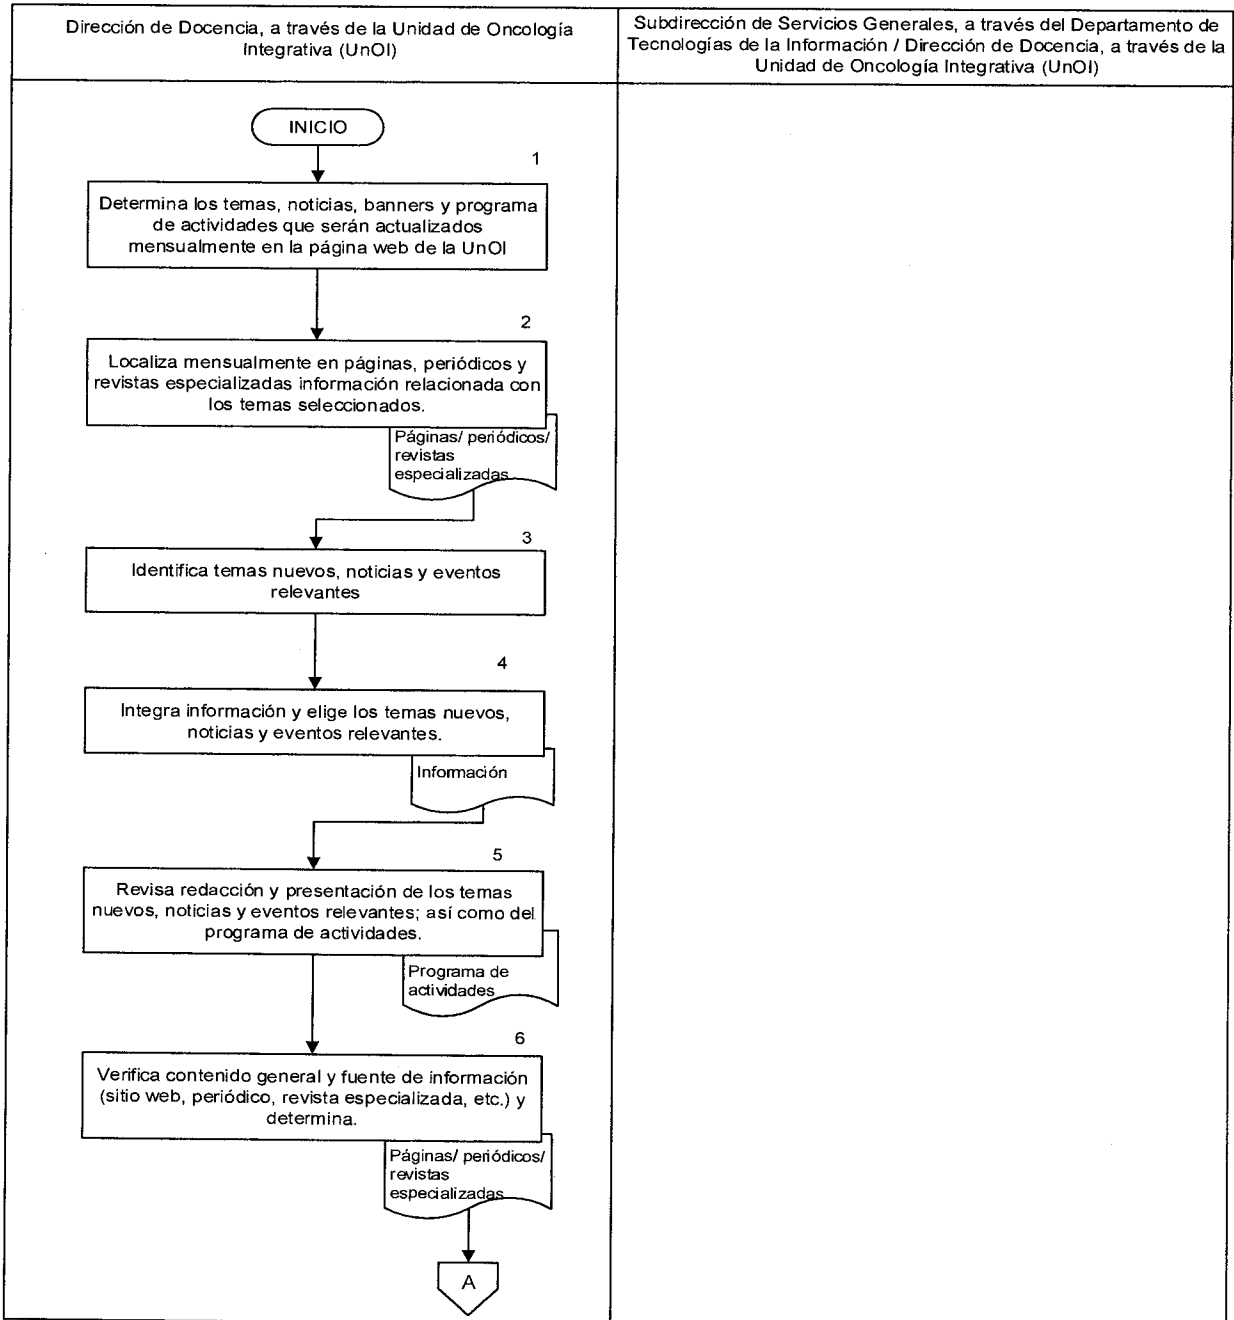 Dirección de Docencia, a través de la Unidad de Oncología
Integrativa (UnOI)
Subdirección de Servicios Generales, a través del Departamento de
Tecnologías de la Información / Dirección de Docencia, a través de la
Unidad de Oncología Integrativa (UnOI)
INICIO
1
Determina los temas, noticias, banners y programa
de actividades que serán actualizados
mensualmente en la página web de la UnOI
2
Localiza mensualmente en páginas, periódicos y
revistas especializadas información relacionada con
los temas seleccionados.
Páginas/ periódicos/
revistas
especializadas
3
Identifica temas nuevos, noticias y eventos
relevantes
4
Integra información y elige los temas nuevos,
noticias y eventos relevantes.
Información
5
Revisa redacción y presentación de los temas
nuevos, noticias y eventos relevantes; así como del
programa de actividades.
Programa de
actividades
6
Verifica contenido general y fuente de información
(sitio web, periódico, revista especializada, etc.) y
determina.
Páginas/ periódicos/
revistas
especializadas
A